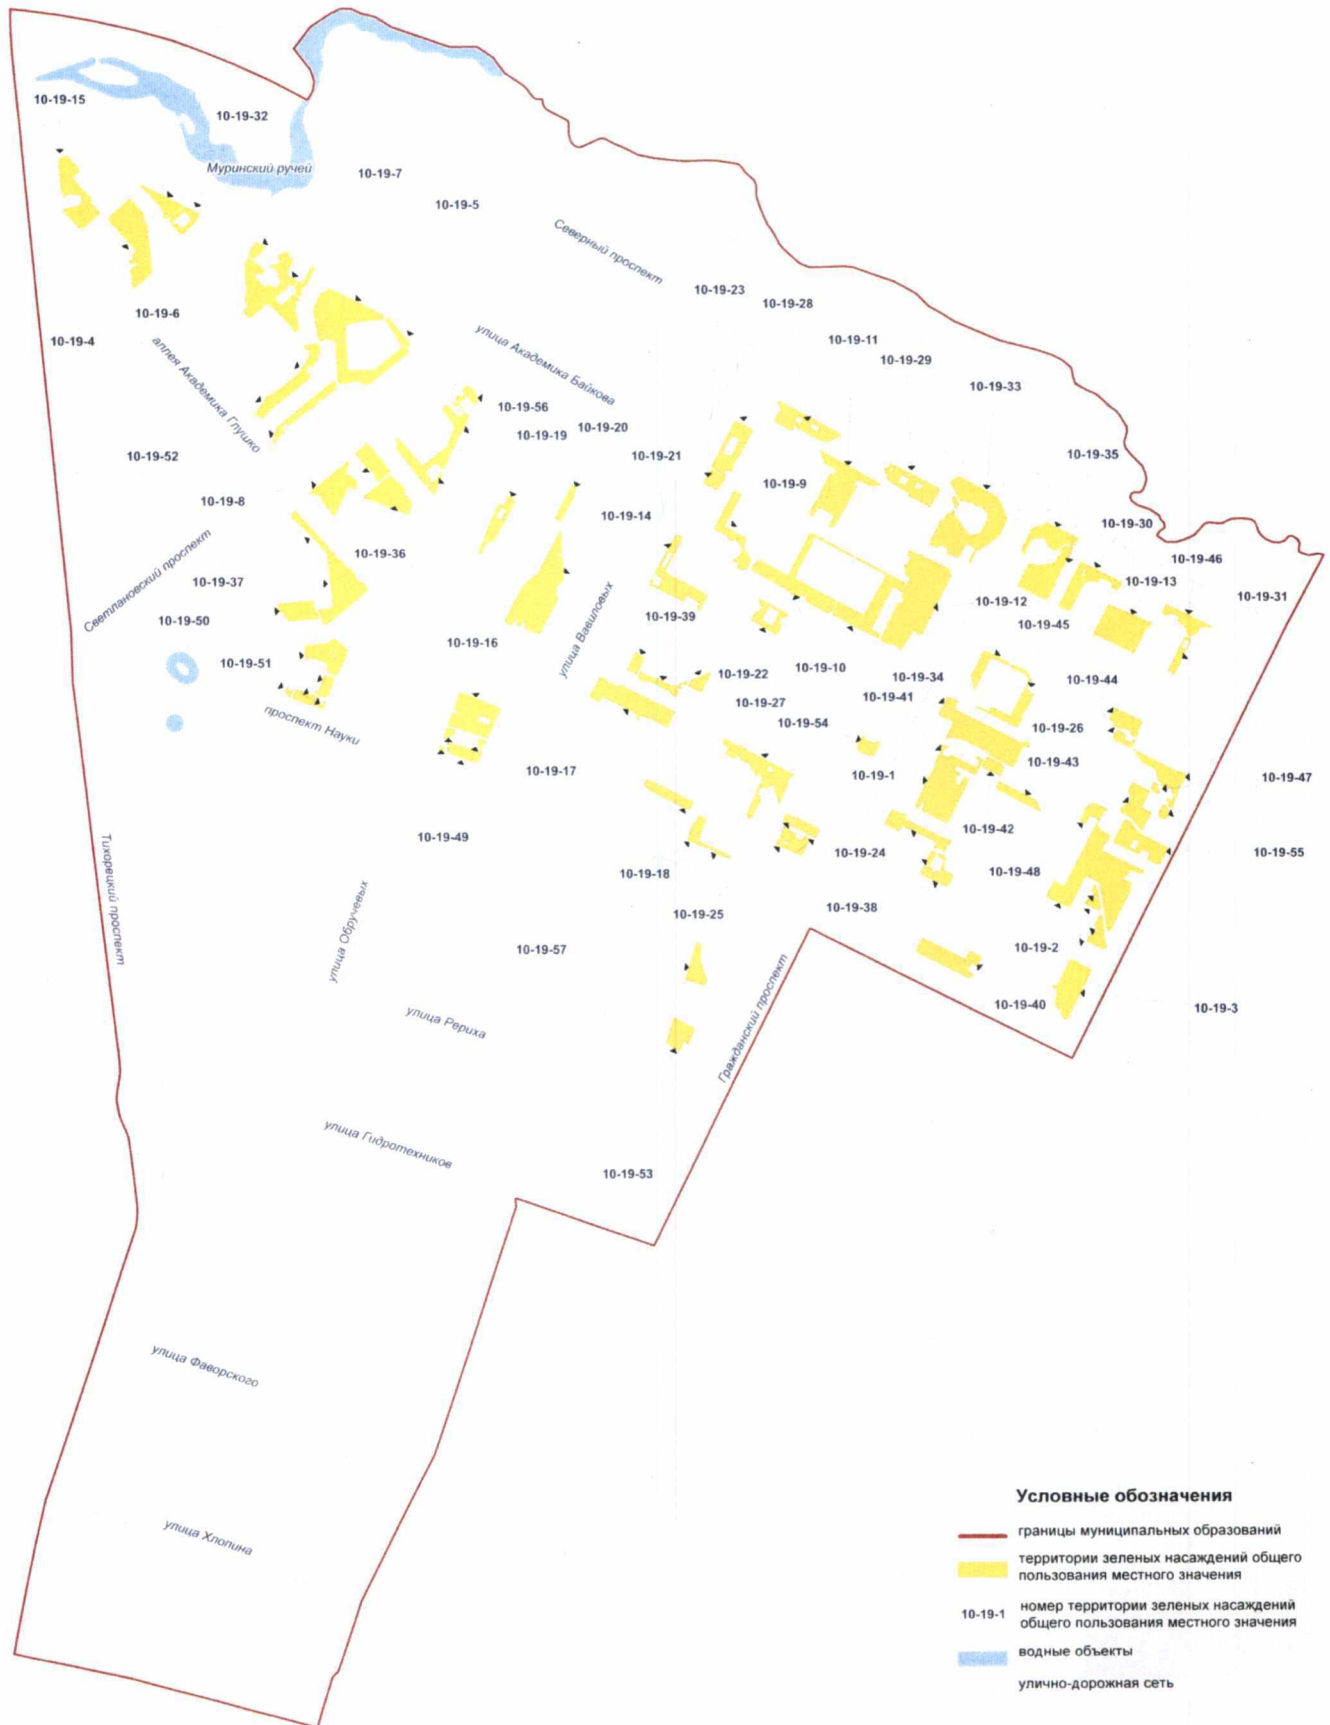 10-19-15
10-19-32
Муринский ручей
10-19-7
10-19-5
Северный проспект
10-19-23
10-19-28
10-19-6
10-19-4
аллея Академика Глушко
улица Академика Байкова
10-19-11
10-19-29
10-19-33
10-19-56
10-19-19
10-19-20
10-19-52
10-19-21
10-19-35
10-19-9
10-19-8
10-19-14
10-19-30
10-19-36
10-19-46
Светлановский проспект
10-19-37
10-19-13
10-19-31
10-19-12
10-19-50
10-19-39
10-19-45
10-19-16
улица Вавиловых
10-19-51
10-19-22
10-19-10
10-19-34
10-19-44
10-19-27
10-19-41
проспект Науки
10-19-54
10-19-26
10-19-17
10-19-1
10-19-43
10-19-47
10-19-49
10-19-42
Тихорецкий проспект
10-19-24
10-19-55
10-19-18
10-19-48
10-19-25
10-19-38
улица Обручевых
10-19-57
10-19-2
Гражданский проспект
10-19-40
10-19-3
улица Рериха
улица Гидротехников
10-19-53
улица Фаворского
улица Хлопина
Условные обозначения
границы муниципальных образований
территории зеленых насаждений общего
пользования местного значения
10-19-1
номер территории зеленых насаждений
общего пользования местного значения
водные объекты
улично-дорожная сеть